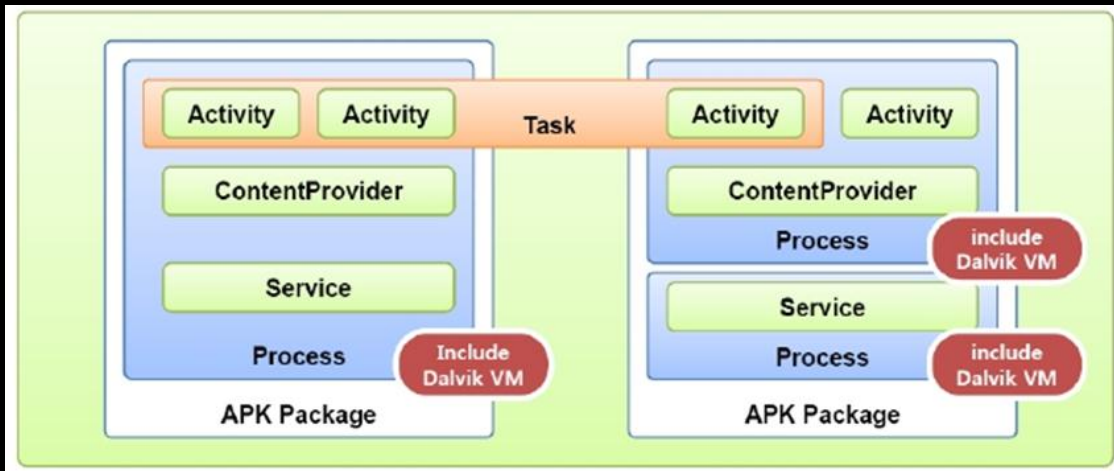 Activity
Activity
Task
ContentProvider
Service
Process
Include
Dalvik VM
APK Package
Activity
Activity
ContentProvider
Process
include
Dalvik VM
Service
Process
include
Dalvik VM
APK Package